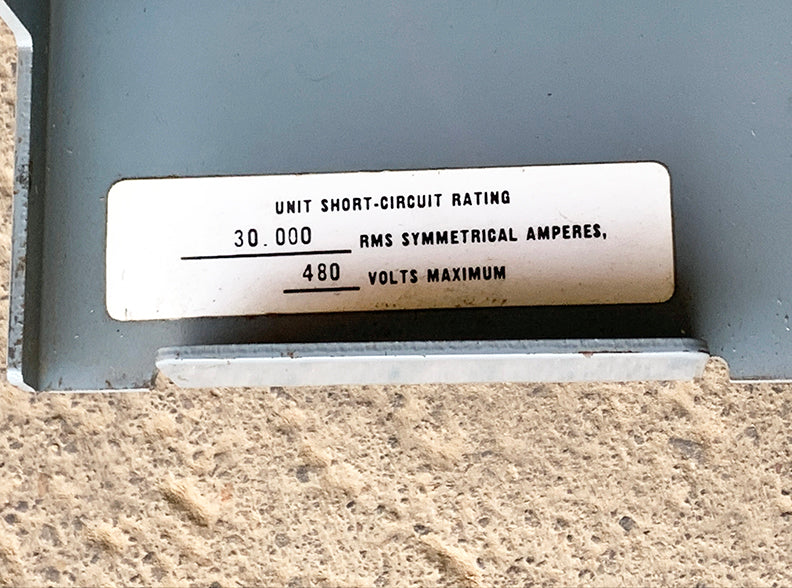 UNIT SHORT-CIRCUIT RATING
30.000 RMS SYMMETRICAL AMPERES,
480 VOLTS MAXIMUM